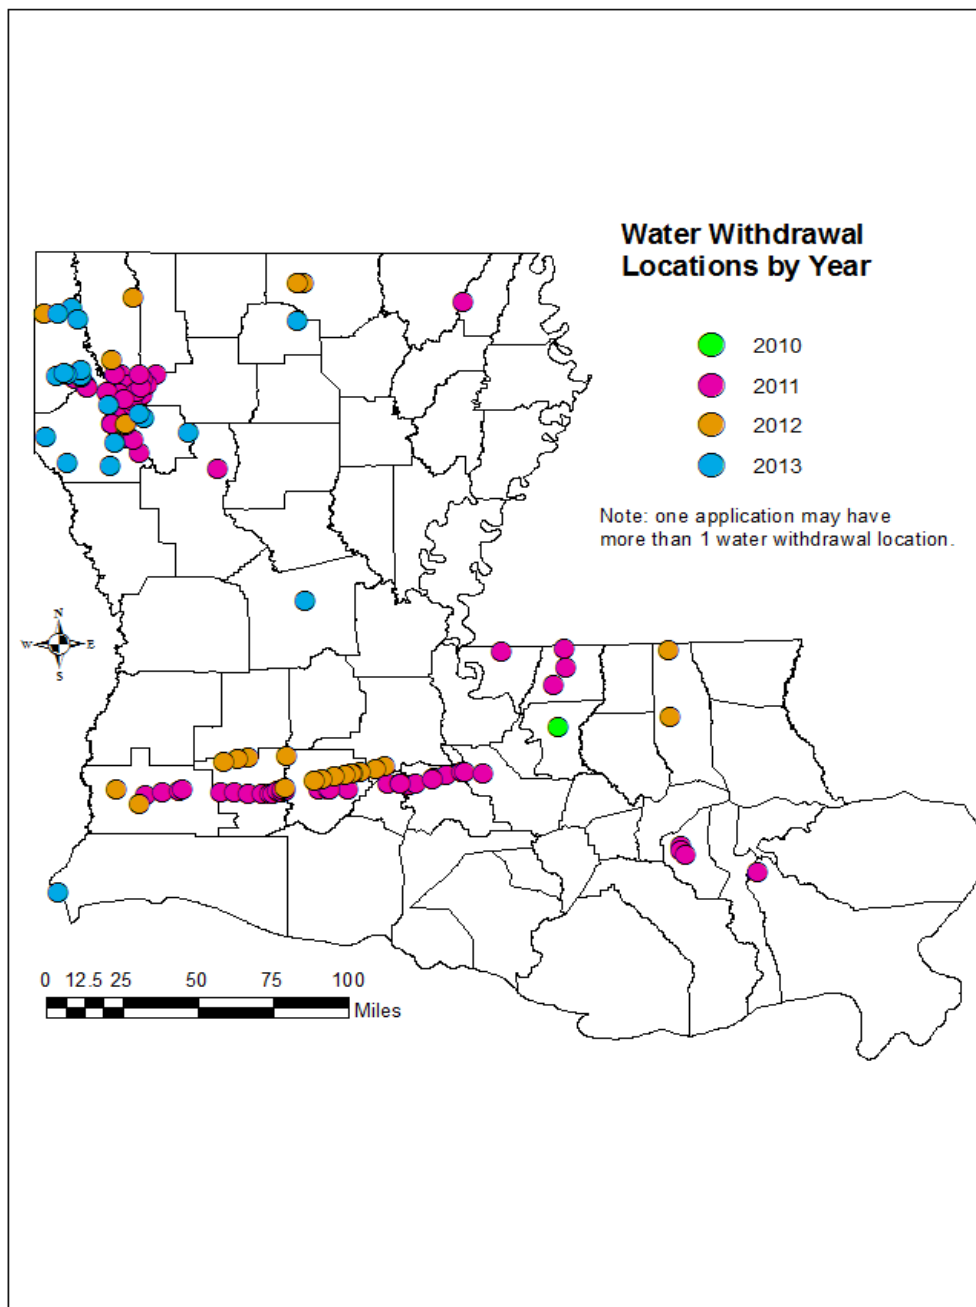 Water Withdrawal
Locations by Year
2010
2011
2012
2013
Note: one application may have
more than 1 water withdrawal location.
N
W E
S
0 12.5 25 50 75 100
Miles